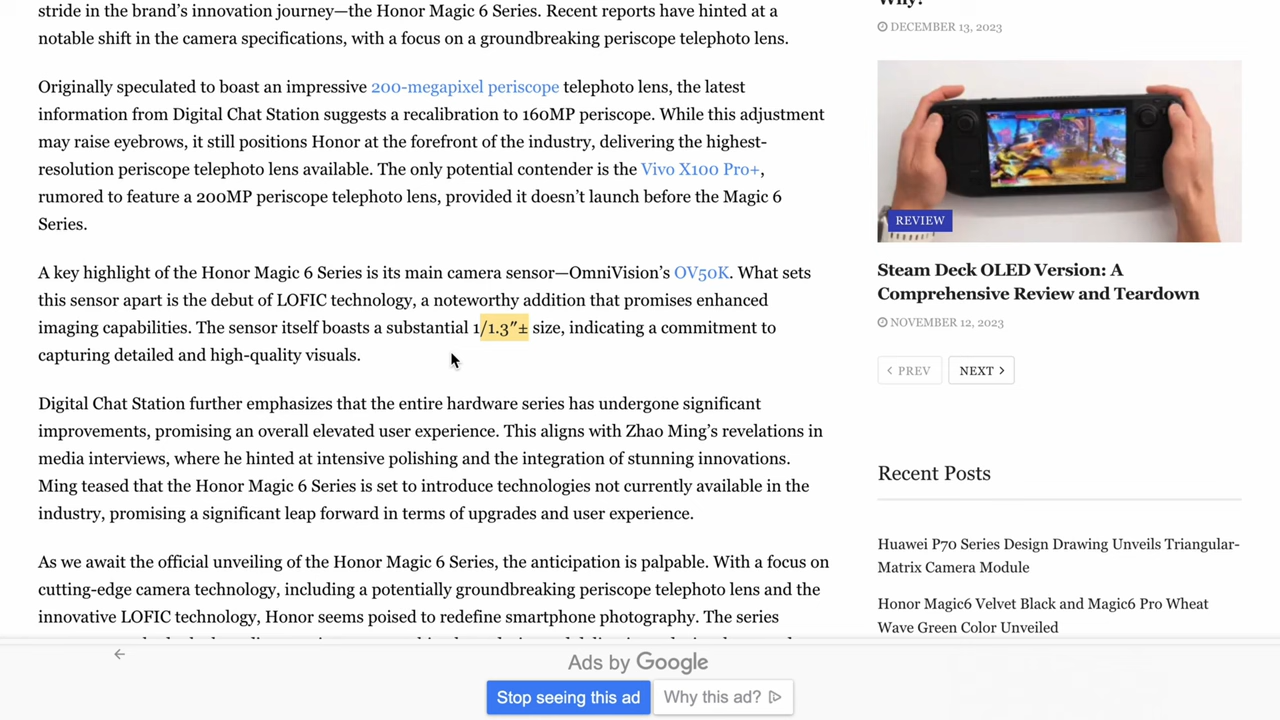 stride in the brand’s innovation journey—the Honor Magic 6 Series. Recent reports have hinted at a
notable shift in the camera specifications, with a focus on a groundbreaking periscope telephoto lens.
Originally speculated to boast an impressive 200-megapixel periscope telephoto lens, the latest
information from Digital Chat Station suggests a recalibration to 160MP periscope. While this adjustment
may raise eyebrows, it still positions Honor at the forefront of the industry, delivering the highest-
resolution periscope telephoto lens available. The only potential contender is the Vivo X100 Pro+,
rumored to feature a 200MP periscope telephoto lens, provided it doesn’t launch before the Magic 6
Series.
A key highlight of the Honor Magic 6 Series is its main camera sensor—OmniVision’s OV50K. What sets
this sensor apart is the debut of LOFIC technology, a noteworthy addition that promises enhanced
imaging capabilities. The sensor itself boasts a substantial 1/1.3″± size, indicating a commitment to
capturing detailed and high-quality visuals.
Digital Chat Station further emphasizes that the entire hardware series has undergone significant
improvements, promising an overall elevated user experience. This aligns with Zhao Ming’s revelations in
media interviews, where he hinted at intensive polishing and the integration of stunning innovations.
Ming teased that the Honor Magic 6 Series is set to introduce technologies not currently available in the
industry, promising a significant leap forward in terms of upgrades and user experience.
As we await the official unveiling of the Honor Magic 6 Series, the anticipation is palpable. With a focus on
cutting-edge camera technology, including a potentially groundbreaking periscope telephoto lens and the
innovative LOFIC technology, Honor seems poised to redefine smartphone photography. The series
Why?
DECEMBER 13, 2023
REVIEW
Steam Deck OLED Version: A
Comprehensive Review and Teardown
NOVEMBER 12, 2023
PREV NEXT
Recent Posts
Huawei P70 Series Design Drawing Unveils Triangular-
Matrix Camera Module
Honor Magic6 Velvet Black and Magic6 Pro Wheat
Wave Green Color Unveiled
Ads by Google
Stop seeing this ad Why this ad?